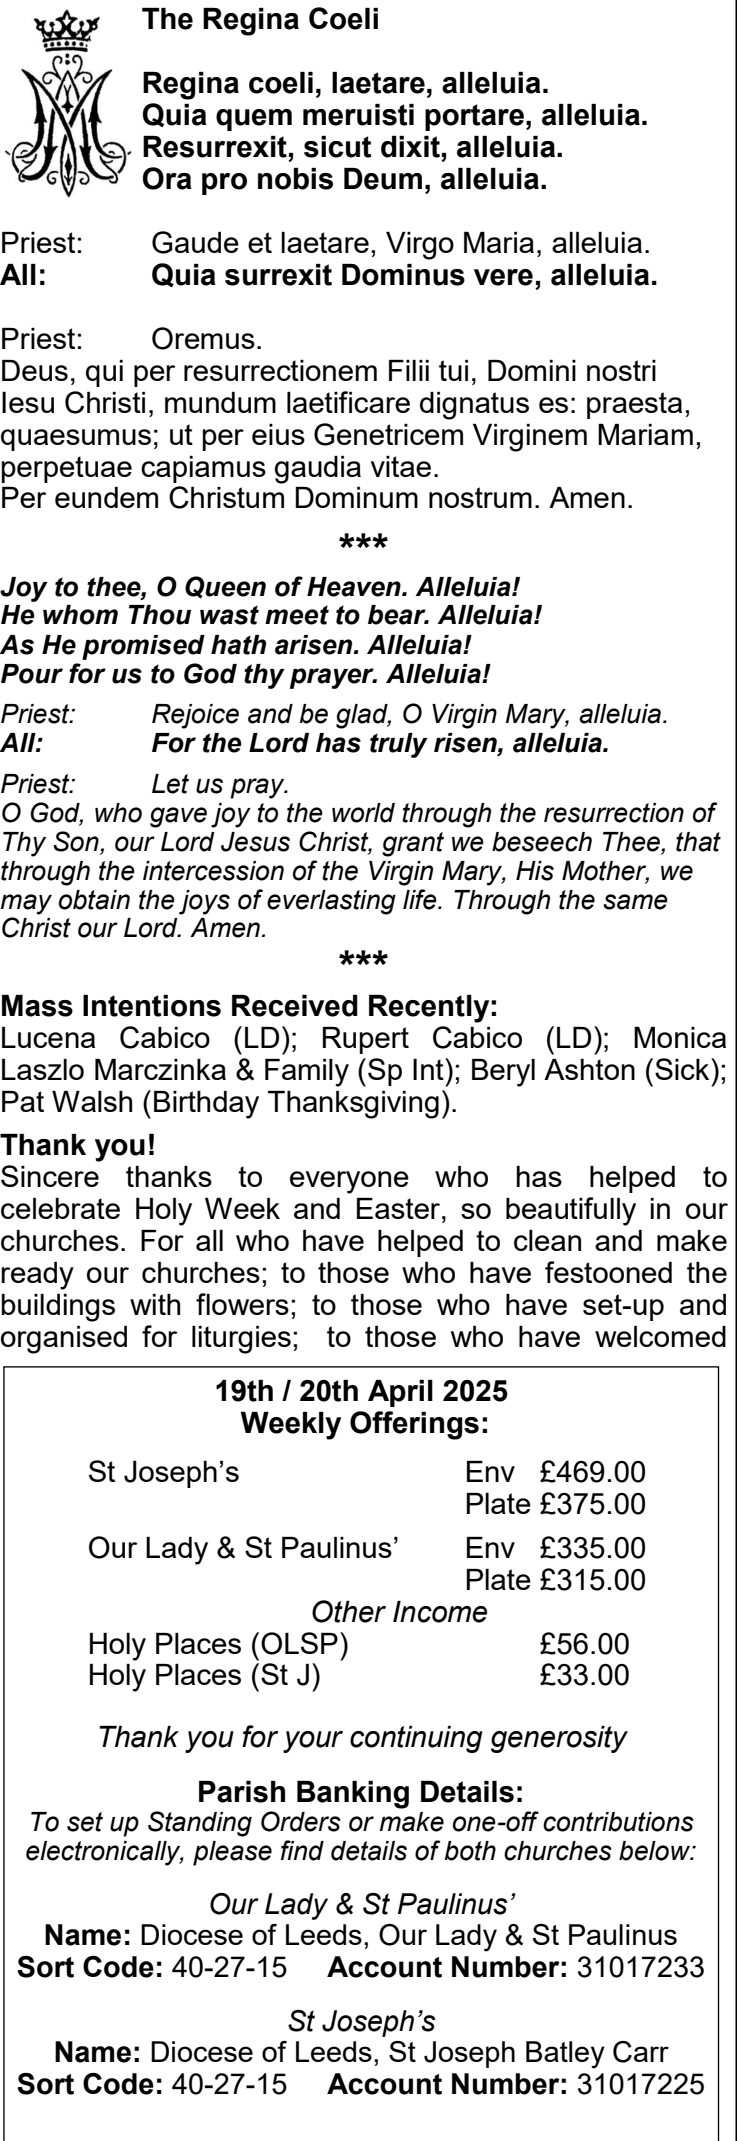 The Regina Coeli
Regina coeli, laetare, alleluia.
Quia quem meruisti portare, alleluia.
Resurrexit, sicut dixit, alleluia.
Ora pro nobis Deum, alleluia.
Priest: Gaude et laetare, Virgo Maria, alleluia.
All: Quia surrexit Dominus vere, alleluia.
Priest: Oremus.
Deus, qui per resurrectionem Filii tui, Domini nostri
Iesu Christi, mundum laetificare dignatus es: praesta,
quaesumus; ut per eius Genetricem Virginem Mariam,
perpetuae capiamus gaudia vitae.
Per eundem Christum Dominum nostrum. Amen.
***
Joy to thee, O Queen of Heaven. Alleluia!
He whom Thou wast meet to bear. Alleluia!
As He promised hath arisen. Alleluia!
Pour for us to God thy prayer. Alleluia!
Priest: Rejoice and be glad, O Virgin Mary, alleluia.
All: For the Lord has truly risen, alleluia.
Priest: Let us pray.
O God, who gave joy to the world through the resurrection of
Thy Son, our Lord Jesus Christ, grant we beseech Thee, that
through the intercession of the Virgin Mary, His Mother, we
may obtain the joys of everlasting life. Through the same
Christ our Lord. Amen.
***
Mass Intentions Received Recently:
Lucena Cabico (LD); Rupert Cabico (LD); Monica
Laszlo Marczinka & Family (Sp Int); Beryl Ashton (Sick);
Pat Walsh (Birthday Thanksgiving).
Thank you!
Sincere thanks to everyone who has helped to
celebrate Holy Week and Easter, so beautifully in our
churches. For all who have helped to clean and make
ready our churches; to those who have festooned the
buildings with flowers; to those who have set-up and
organised for liturgies; to those who have welcomed
19th / 20th April 2025
Weekly Offerings:
St Joseph's Env £469.00
Plate £375.00
Our Lady & St Paulinus' Env £335.00
Plate £315.00
Other Income
Holy Places (OLSP) £56.00
Holy Places (St J) £33.00
Thank you for your continuing generosity
Parish Banking Details:
To set up Standing Orders or make one-off contributions
electronically, please find details of both churches below:
Our Lady & St Paulinus'
Name: Diocese of Leeds, Our Lady & St Paulinus
Sort Code: 40-27-15 Account Number: 31017233
St Joseph's
Name: Diocese of Leeds, St Joseph Batley Carr
Sort Code: 40-27-15 Account Number: 31017225